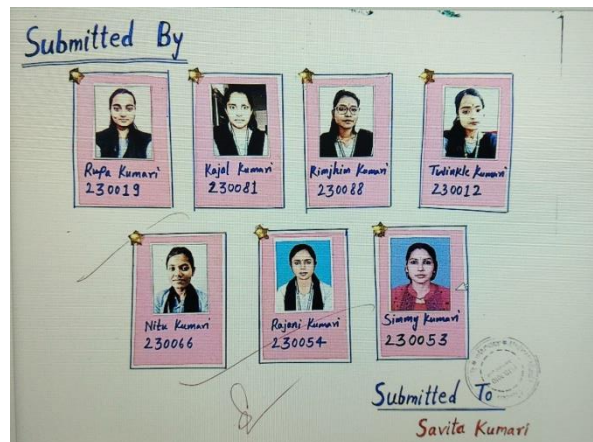 Submitted By
Rupa Kumari
230019
Kajal Kumari
230081
Rimjhim Kumari
230088
Twinkle Kumari
230012
Nitu Kumari
230066
Rajani Kumari
230054
Simmy Kumari
230053
Submitted To
Savita Kumari